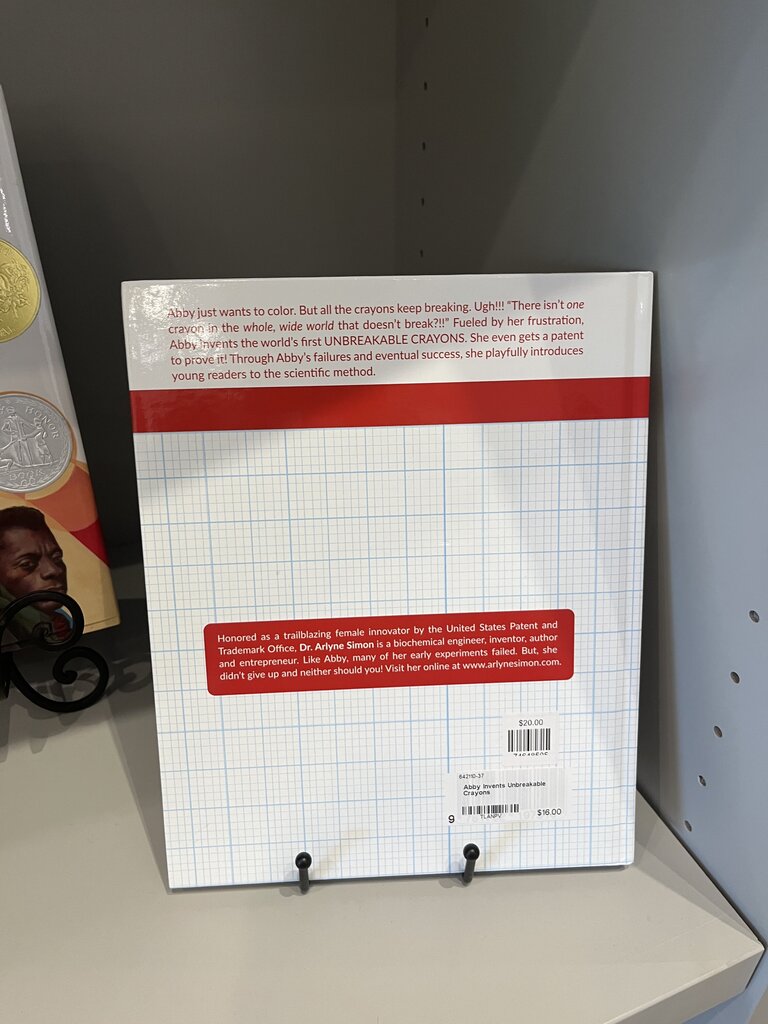 Abby just wants to color. But all the crayons keep breaking. Ugh!!! “There isn’t one
crayon in the whole, wide world that doesn’t break?!!” Fueled by her frustration,
Abby invents the world’s first UNBREAKABLE CRAYONS. She even gets a patent
to prove it! Through Abby’s failures and eventual success, she playfully introduces
young readers to the scientific method.
Honored as a trailblazing female innovator by the United States Patent and
Trademark Office, Dr. Arlyne Simon is a biochemical engineer, inventor, author
and entrepreneur. Like Abby, many of her early experiments failed. But, she
didn’t give up and neither should you! Visit her online at www.arlynesimon.com.
$20.00
642110-37
Abby Invents Unbreakable
Crayons
9
TLANPV
$16.00